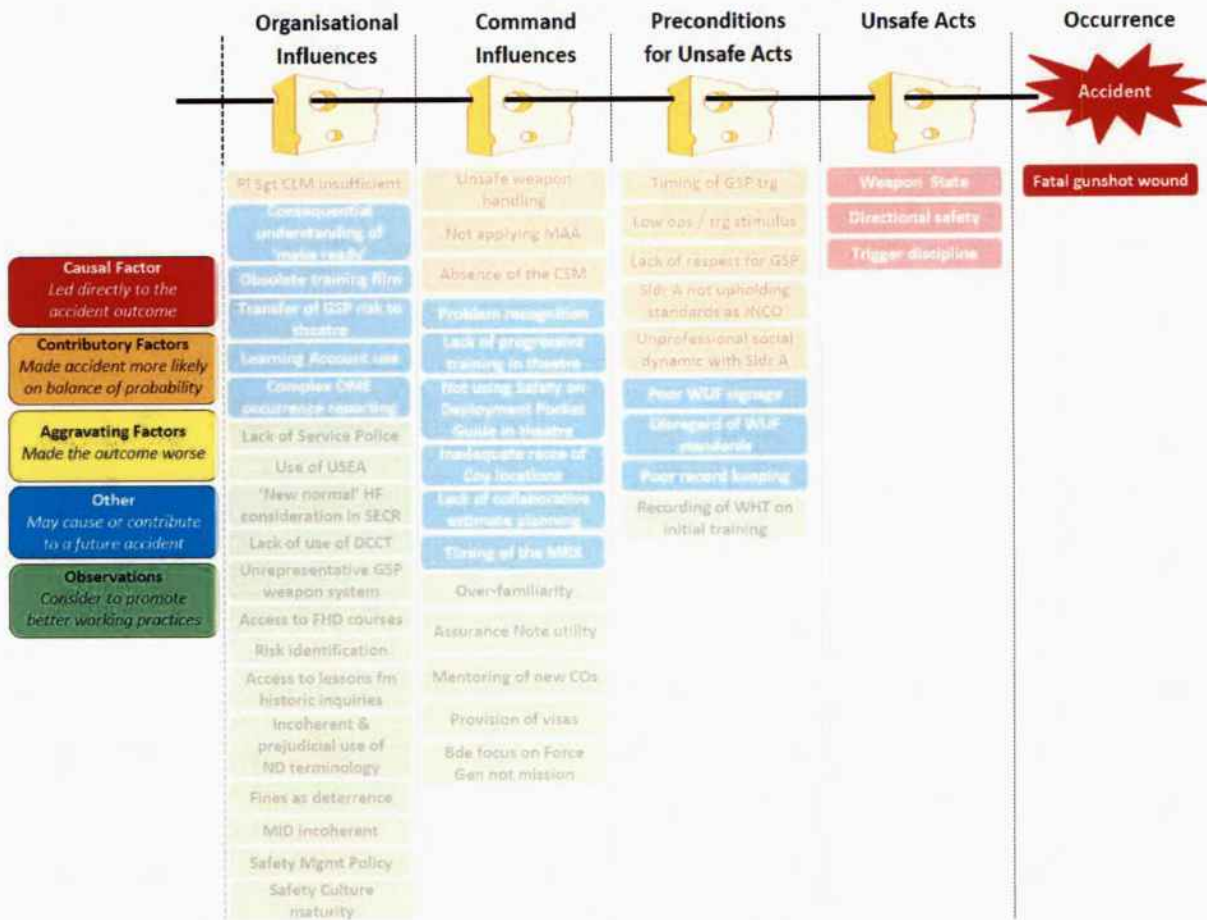 Organisational
Influences
Command
Influences
Preconditions
for Unsafe Acts
Unsafe Acts
Occurrence
Accident
Causal Factor
Led directly to the
accident outcome
Contributory Factors
Made accident more likely
on balance of probability
Aggravating Factors
Made the outcome worse
Other
May cause or contribute
to a future accident
Observations
Consider to promote
better working practices
Pl Sgt CLM insufficient
Consequential
understanding of
'make ready'
Obsolete training film
Transfer of GSP risk to
theatre
Learning Account use
Complex DME
occurrence reporting
Lack of Service Police
Use of USEA
'New normal' HF
consideration in SECR
Lack of use of DCCT
Unrepresentative GSP
weapon system
Access to FHD courses
Risk identification
Access to lessons fm
historic inquiries
Incoherent &
prejudicial use of
ND terminology
Fines as deterrence
MID incoherent
Safety Mgmt Policy
Safety Culture
maturity
Unsafe weapon
handling
Not applying MAA
Absence of the CSM
Problem recognition
Lack of progressive
training in theatre
Not using Safety on
Deployment Pocket
Guide in theatre
Inadequate recce of
Coy locations
Lack of collaborative
estimate planning
Timing of the MRX
Over-familiarity
Assurance Note utility
Mentoring of new COs
Provision of visas
Bde focus on Force
Gen not mission
Timing of GSP trg
Low ops / trg stimulus
Lack of respect for GSP
Sldr A not upholding
standards as JNCO
Unprofessional social
dynamic with Sldr A
Poor WUF signage
Disregard of WUF
standards
Poor record keeping
Recording of WHT on
initial training
Weapon State
Directional safety
Trigger discipline
Fatal gunshot wound